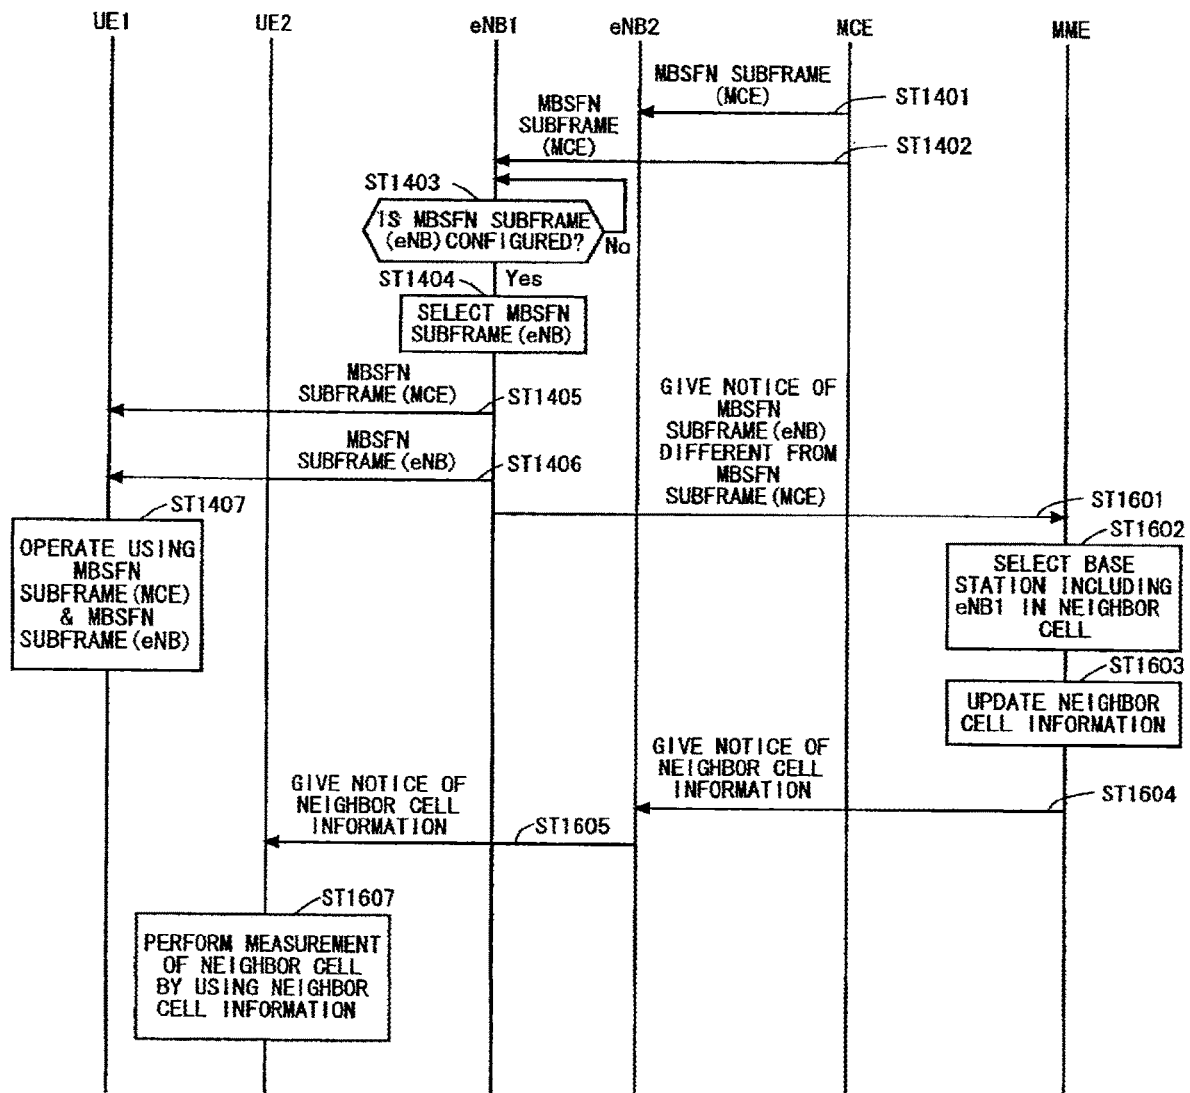 UE1
UE2
eNB1
eNB2
MCE
MME
MBSFN SUBFRAME
(MCE)
ST1401
MBSFN
SUBFRAME
(MCE)
ST1402
ST1403
IS MBSFN SUBFRAME
(eNB) CONFIGURED?
No
ST1404
Yes
SELECT MBSFN
SUBFRAME (eNB)
MBSFN
SUBFRAME (MCE)
ST1405
MBSFN
SUBFRAME (eNB)
ST1406
GIVE NOTICE OF
MBSFN
SUBFRAME (eNB)
DIFFERENT FROM
MBSFN
SUBFRAME (MCE)
ST1601
ST1407
OPERATE USING
MBSFN
SUBFRAME (MCE)
& MBSFN
SUBFRAME (eNB)
ST1602
SELECT BASE
STATION INCLUDING
eNB1 IN NEIGHBOR
CELL
ST1603
UPDATE NEIGHBOR
CELL INFORMATION
GIVE NOTICE OF
NEIGHBOR CELL
INFORMATION
ST1604
GIVE NOTICE OF
NEIGHBOR CELL
INFORMATION
ST1605
ST1607
PERFORM MEASUREMENT
OF NEIGHBOR CELL
BY USING NEIGHBOR
CELL INFORMATION